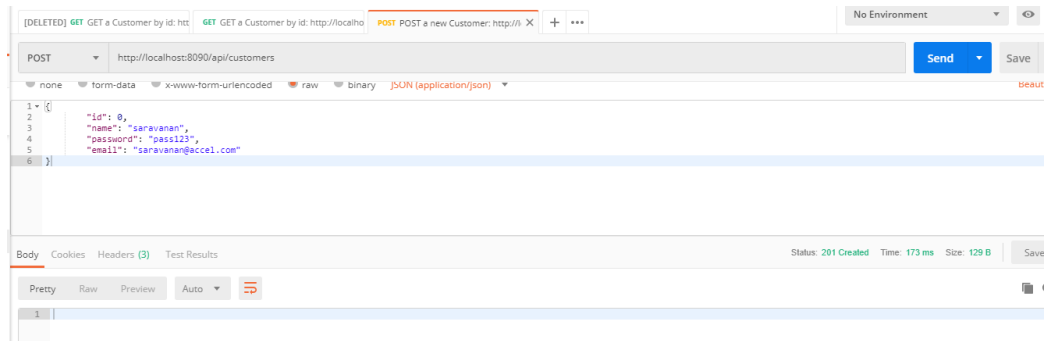 [DELETED] GET GET a Customer by id: htt GET GET a Customer by id: http://localho POST POST a new Customer: http://l No Environment
POST http://localhost:8090/api/customers Send Save
none form-data x-www-form-urlencoded raw binary JSON (application/json) Beaut
1 {
2 "id": 0,
3 "name": "saravanan",
4 "password": "pass123",
5 "email": "saravanan@accel.com"
6 }
Body Cookies Headers (3) Test Results Status: 201 Created Time: 173 ms Size: 129 B Save
Pretty Raw Preview Auto
1